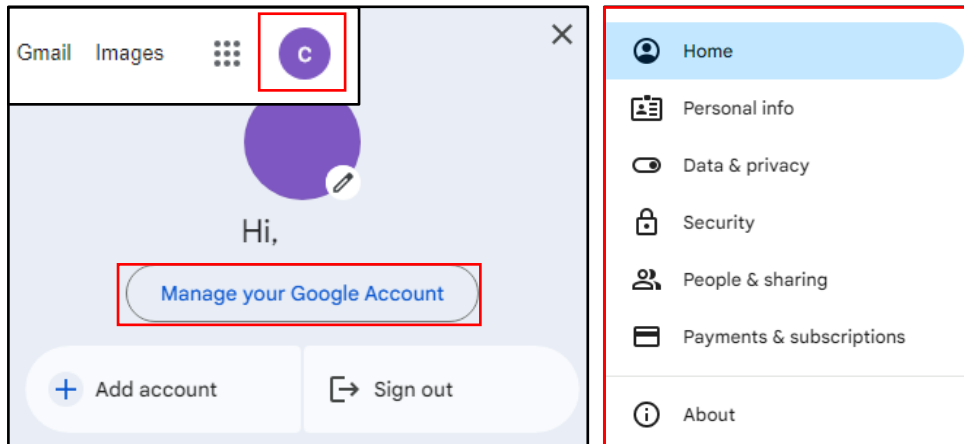 Gmail Images
C
Hi,
Manage your Google Account
Add account
Sign out
Home
Personal info
Data & privacy
Security
People & sharing
Payments & subscriptions
About